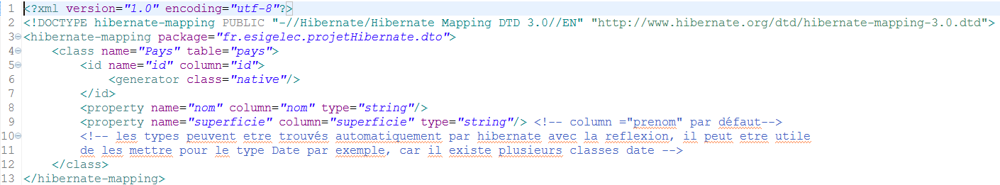 1 <?xml version="1.0" encoding="utf-8"?>
2 <!DOCTYPE hibernate-mapping PUBLIC "-//Hibernate/Hibernate Mapping DTD 3.0//EN" "http://www.hibernate.org/dtd/hibernate-mapping-3.0.dtd">
3 <hibernate-mapping package="fr.esigelec.projetHibernate.dto">
4     <class name="Pays" table="pays">
5         <id name="id" column="id">
6             <generator class="native"/>
7         </id>
8         <property name="nom" column="nom" type="string"/>
9         <property name="superficie" column="superficie" type="string"/> <!-- column ="prenom" par défaut-->
10         <!-- les types peuvent etre trouvés automatiquement par hibernate avec la reflexion, il peut etre utile
11         de les mettre pour le type Date par exemple, car il existe plusieurs classes date -->
12     </class>
13 </hibernate-mapping>